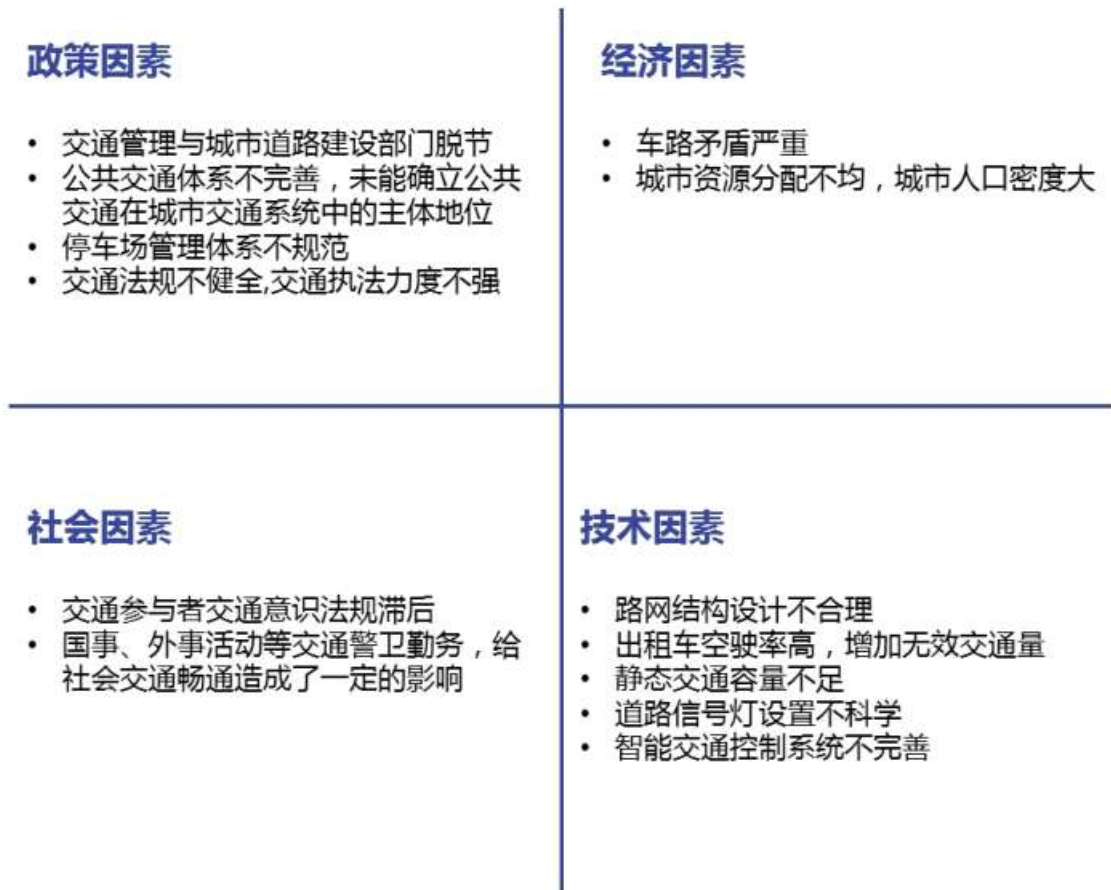 政策因素
• 交通管理与城市道路建设部门脱节
• 公共交通体系不完善，未能确立公共
交通在城市交通系统中的主体地位
• 停车场管理体系不规范
• 交通法规不健全,交通执法力度不强
经济因素
• 车路矛盾严重
• 城市资源分配不均，城市人口密度大
社会因素
• 交通参与者交通意识法规滞后
• 国事、外事活动等交通警卫勤务，给
社会交通畅通造成了一定的影响
技术因素
• 路网结构设计不合理
• 出租车空驶率高，增加无效交通量
• 静态交通容量不足
• 道路信号灯设置不科学
• 智能交通控制系统不完善